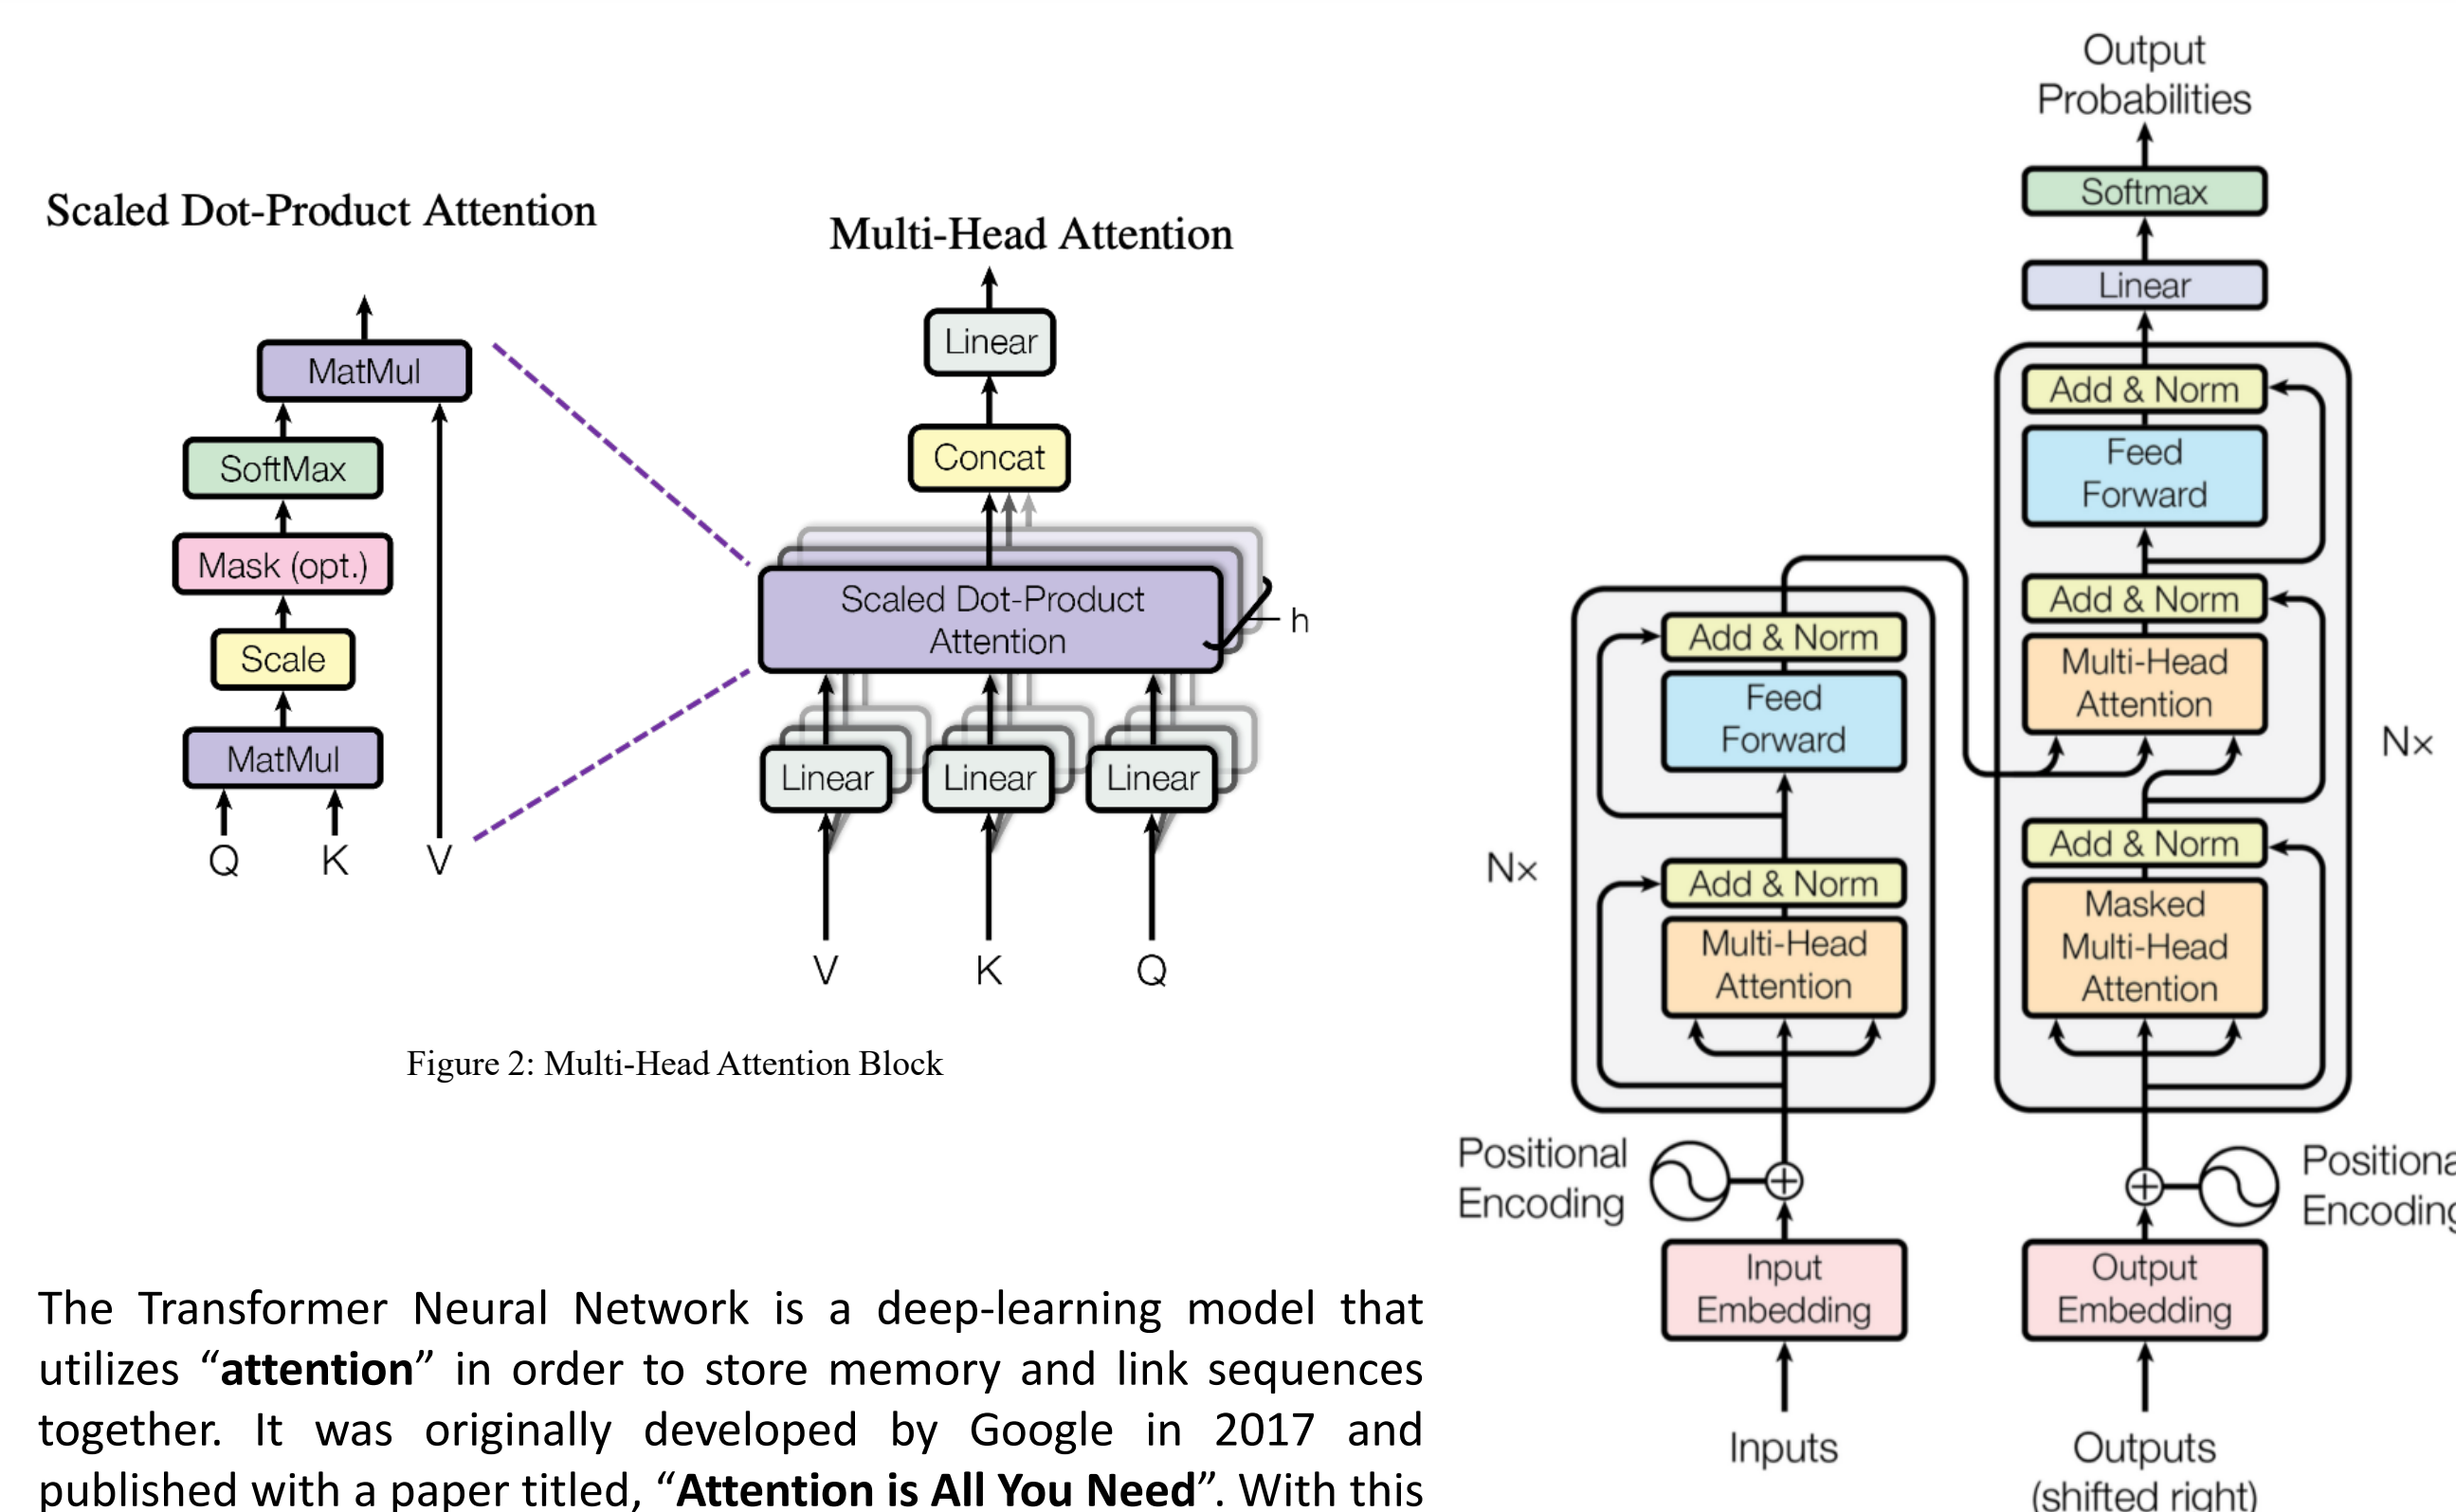 Scaled Dot-Product Attention
MatMul
SoftMax
Mask (opt.)
Scale
MatMul
Q K V
Multi-Head Attention
Linear
Concat
Scaled Dot-Product
Attention
h
Linear Linear Linear
V K Q
Figure 2: Multi-Head Attention Block
The Transformer Neural Network is a deep-learning model that
utilizes “attention” in order to store memory and link sequences
together. It was originally developed by Google in 2017 and
published with a paper titled, “Attention is All You Need”. With this
Output
Probabilities
Softmax
Linear
Add & Norm
Feed
Forward
Add & Norm
Multi-Head
Attention
Nx
Add & Norm
Masked
Multi-Head
Attention
Add & Norm
Feed
Forward
Nx
Add & Norm
Multi-Head
Attention
Positional
Encoding
Positiona
Encoding
Input
Embedding
Output
Embedding
Inputs
Outputs
(shifted right)